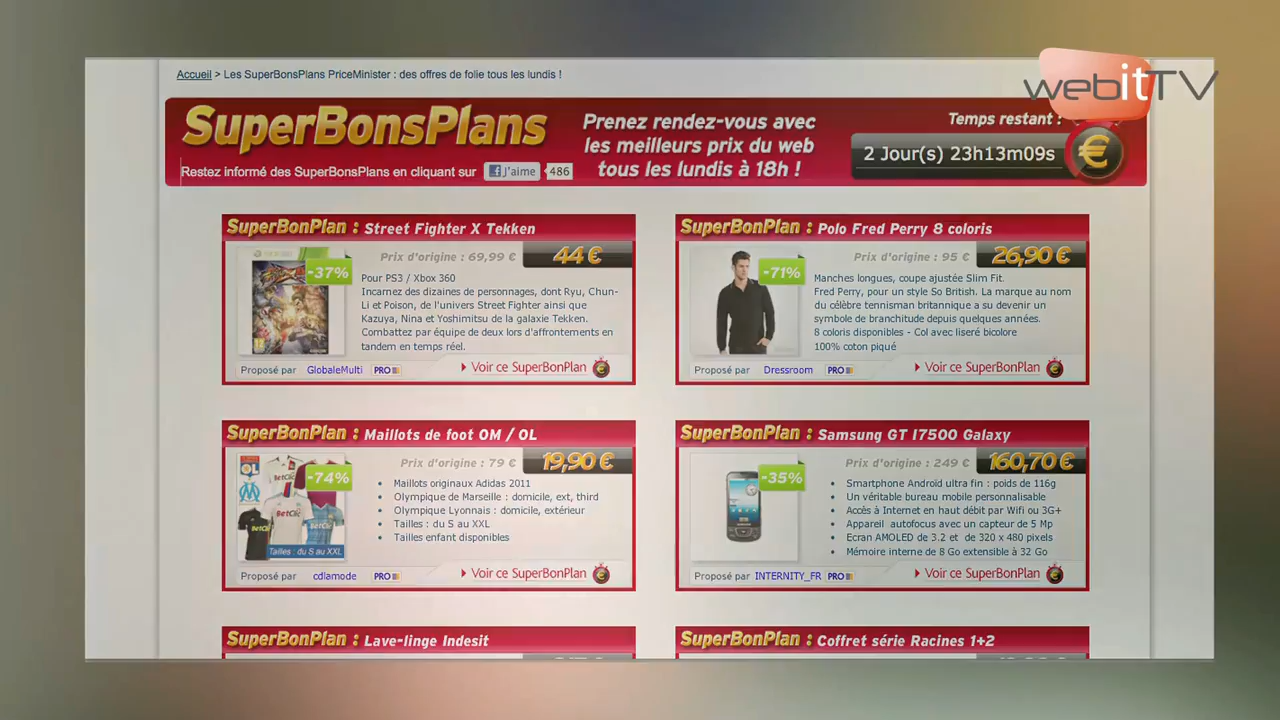 webitTV
Accueil > Les SuperBonsPlans PriceMinister : des offres de folie tous les lundis !
SuperBonsPlans
Restez informé des SuperBonsPlans en cliquant sur
J'aime
486
Prenez rendez-vous avec
les meilleurs prix du web
tous les lundis à 18h !
Temps restant :
2 Jour(s) 23h13m09s
SuperBonPlan : Street Fighter X Tekken
Prix d'origine : 69,99 € 44 €
-37%
Pour PS3 / Xbox 360
Incarnez des dizaines de personnages, dont Ryu, Chun-
Li et Poison, de l'univers Street Fighter ainsi que
Kazuya, Nina et Yoshimitsu de la galaxie Tekken.
Combattez par équipe de deux lors d'affrontements en
tandem en temps réel.
Proposé par GlobaleMulti PRO
Voir ce SuperBonPlan
SuperBonPlan : Polo Fred Perry 8 coloris
Prix d'origine : 95 € 26,90 €
-71%
Manches longues, coupe ajustée Slim Fit.
Fred Perry, pour un style So British. La marque au nom
du célèbre tennisman britannique a su devenir un
symbole de branchitude depuis quelques années.
8 coloris disponibles - Col avec liseré bicolore
100% coton piqué
Proposé par Dressroom PRO
Voir ce SuperBonPlan
SuperBonPlan : Maillots de foot OM / OL
Prix d'origine : 79 € 19,90 €
-74%
OL
BetClic
Tailles : du S au XXL
• Maillots originaux Adidas 2011
• Olympique de Marseille : domicile, ext, third
• Olympique Lyonnais : domicile, extérieur
• Tailles : du S au XXL
• Tailles enfant disponibles
Proposé par cdlamode PRO
Voir ce SuperBonPlan
SuperBonPlan : Samsung GT I7500 Galaxy
Prix d'origine : 249 € 160,70 €
-35%
• Smartphone Android ultra fin : poids de 116g
• Un véritable bureau mobile personnalisable
• Accès à Internet en haut débit par Wifi ou 3G+
• Appareil autofocus avec un capteur de 5 Mp
• Ecran AMOLED de 3.2 et de 320 x 480 pixels
• Mémoire interne de 8 Go extensible à 32 Go
Proposé par INTERNITY_FR PRO
Voir ce SuperBonPlan
SuperBonPlan : Lave-linge Indesit
SuperBonPlan : Coffret série Racines 1+2